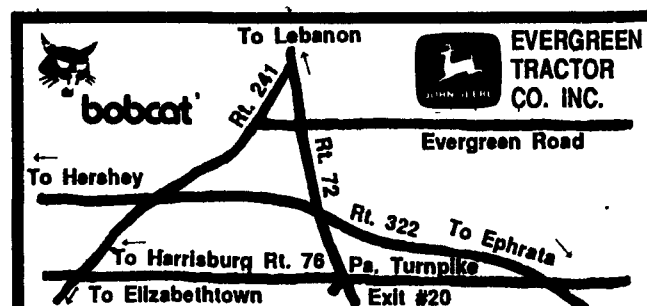 To Lebanon
EVERGREEN
TRACTOR
CO. INC.
JOHN DEERE
bobcat
Rt. 241
Evergreen Road
Rt. 72
To Hershey
Rt. 322
To Ephrata
To Harrisburg Rt. 76
Pa. Turnpike
To Elizabethtown
Exit #20